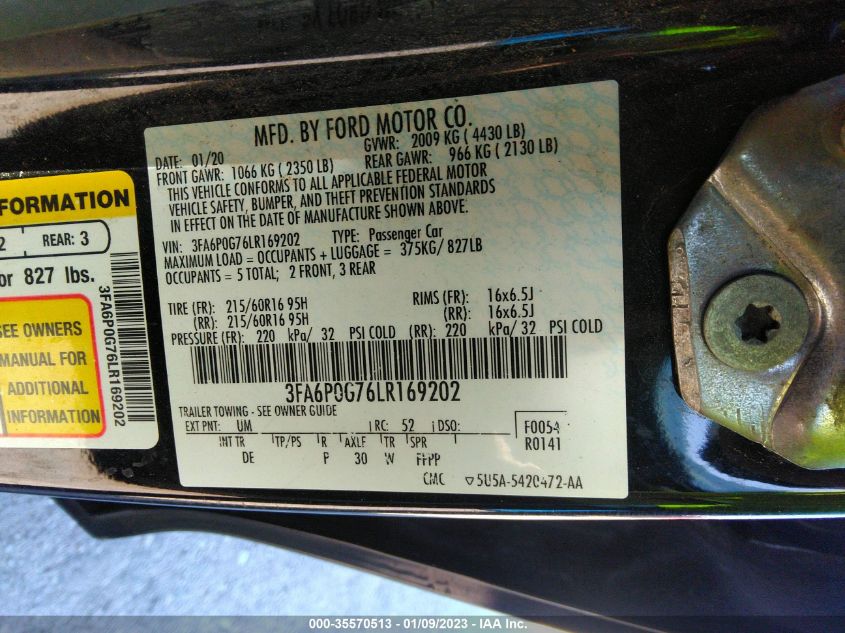 MFD. BY FORD MOTOR CO.
DATE: 01/20
GVWR: 2009 KG ( 4430 LB)
FRONT GAWR: 1066 KG ( 2350 LB)
REAR GAWR: 966 KG ( 2130 LB)
THIS VEHICLE CONFORMS TO ALL APPLICABLE FEDERAL MOTOR
VEHICLE SAFETY, BUMPER, AND THEFT PREVENTION STANDARDS
IN EFFECT ON THE DATE OF MANUFACTURE SHOWN ABOVE.
VIN: 3FA6P0G76LR169202 TYPE: Passenger Car
MAXIMUM LOAD = OCCUPANTS + LUGGAGE = 375KG/ 827LB
OCCUPANTS = 5 TOTAL; 2 FRONT, 3 REAR
TIRE (FR): 215/60R16 95H RIMS (FR): 16x6.5J
(RR): 215/60R16 95H (RR): 16x6.5J
PRESSURE (FR): 220 kPa/ 32 PSI COLD (RR): 220 kPa/ 32 PSI COLD
3FA6P0G76LR169202
TRAILER TOWING - SEE OWNER GUIDE
EXT PNT: UM RC: 52 DSO:
F0054
R0141
INT TR TP/PS R AXLE TR SPR
DE P 30 W FFPP
CMC 5U5A-5420472-AA
FORMATION
2 REAR: 3
or 827 lbs.
SEE OWNERS
MANUAL FOR
ADDITIONAL
INFORMATION
3FA6P0G76LR169202
000-35570513 - 01/09/2023 - IAA Inc.